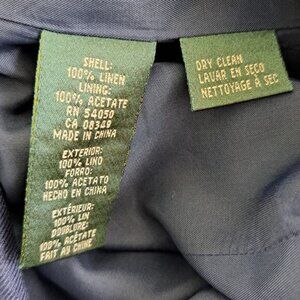 SHELL:
100% LINEN
LINING:
100% ACETATE
RN 54050
CA 08349
MADE IN CHINA
EXTERIOR:
100% LINO
FORRO:
100% ACETATO
HECHO EN CHINA
EXTÉRIEUR:
100% LIN
DOUBLURE:
100% ACÉTATE
FAIT AU CHINE
DRY CLEAN
LAVAR EN SECO
NETTOYAGE À SEC